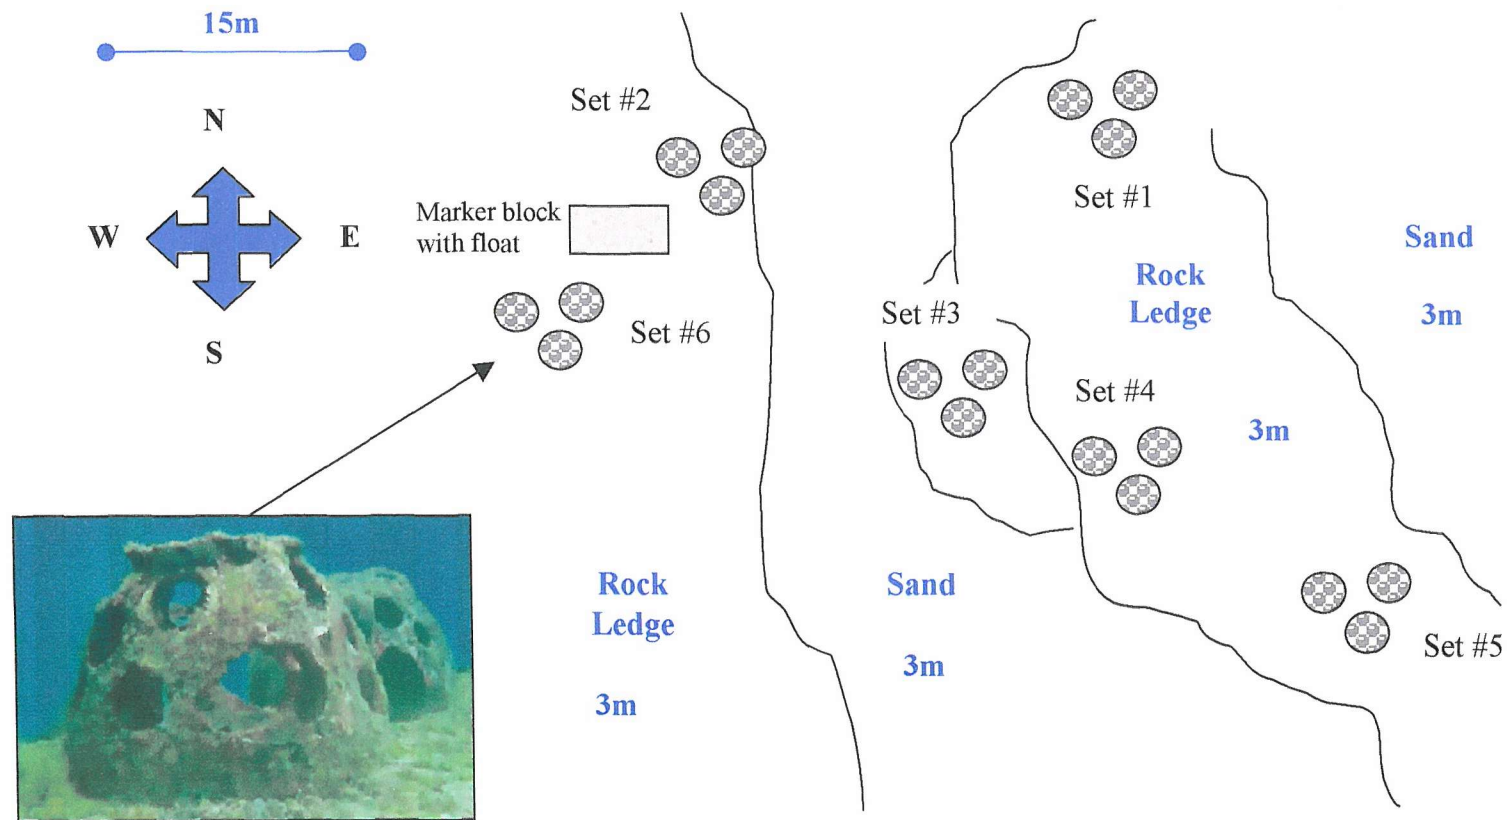 15m
N
W
E
S
Set #2
Marker block
with float
Set #6
Set #1
Set #3
Rock
Ledge
Sand
3m
Set #4
3m
Rock
Ledge
3m
Sand
3m
Set #5